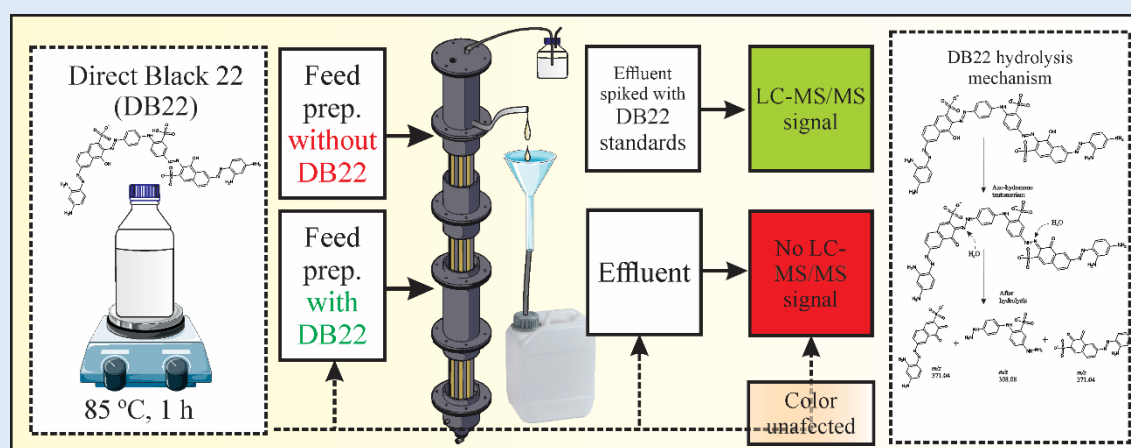 Direct Black 22
(DB22)
85 ºC, 1 h
Feed
prep.
without
DB22
Feed
prep.
with
DB22
Effluent
spiked with
DB22
standards
LC-MS/MS
signal
Effluent
No LC-
MS/MS
signal
Color
unafected
DB22 hydrolysis
mechanism
Azo-hydrazone
tautomerism
H₂O
H₂O
After
hydrolysis
+ +
m/z
371.04
m/z
308.08
m/z
371.04